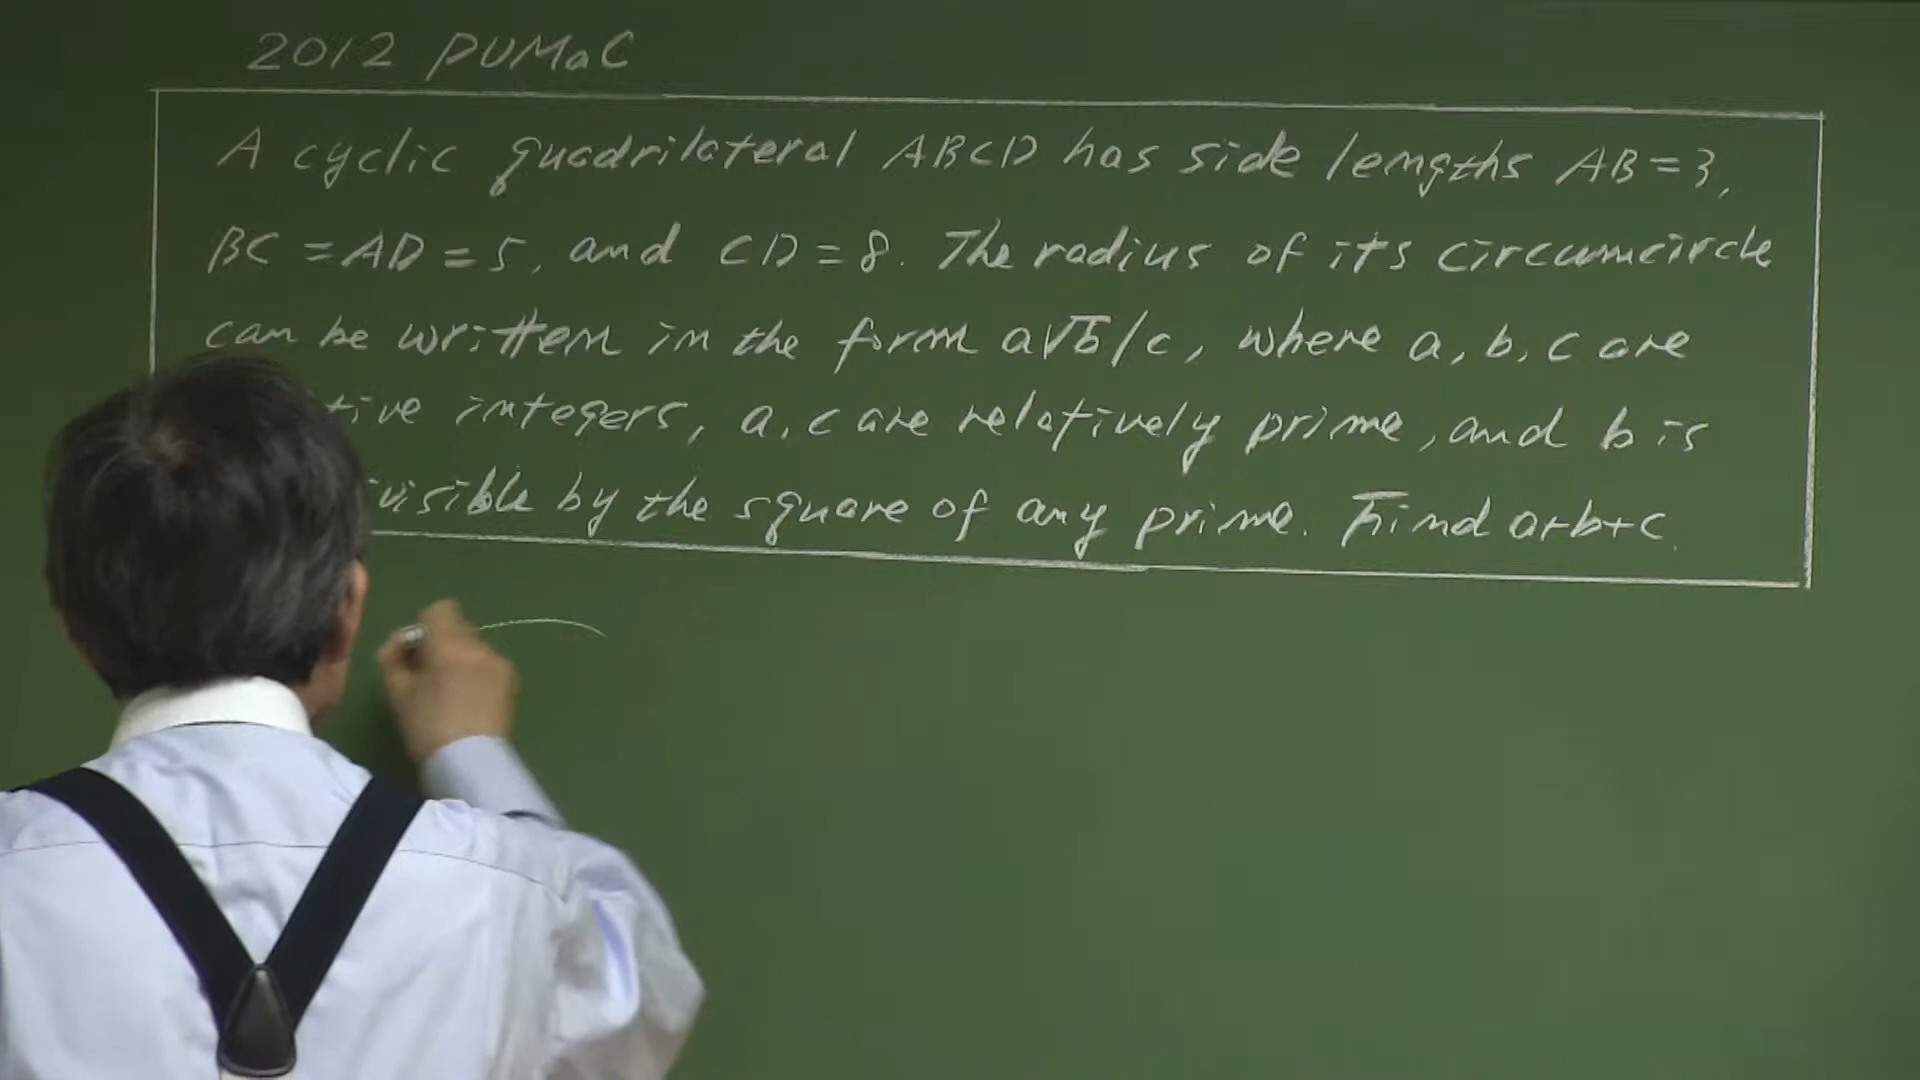 2012 PUMaC
A cyclic quadrilateral ABCD has side lengths AB = 3,
BC = AD = 5, and CD = 8. The radius of its circumcircle
can be written in the form a√b/c, where a, b, c are
tive integers, a, c are relatively prime, and b is
ivisible by the square of any prime. Find a+b+c.